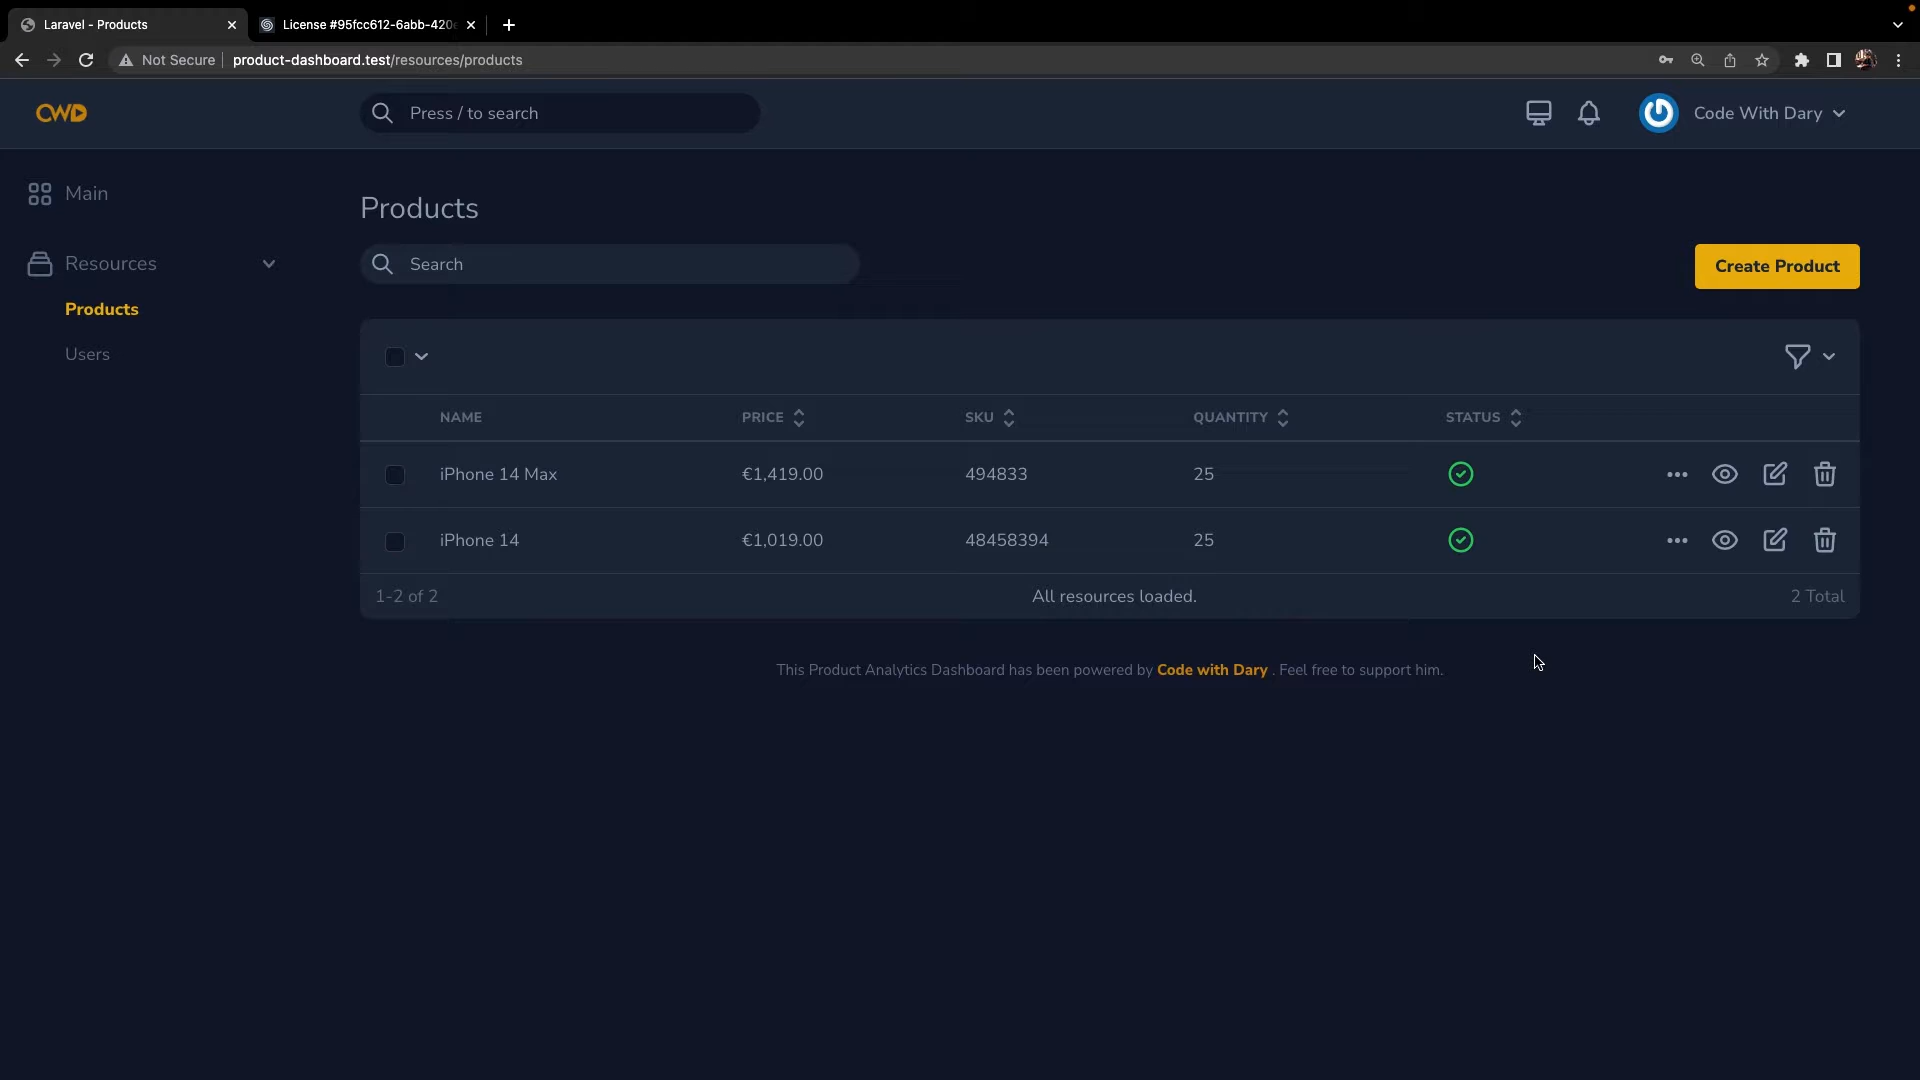 Laravel - Products
License #95fcc612-6abb-420
Not Secure
product-dashboard.test/resources/products
CWD
Press / to search
Code With Dary
Main
Resources
Products
Users
Products
Search
Create Product
NAME PRICE SKU QUANTITY STATUS
iPhone 14 Max €1,419.00 494833 25
iPhone 14 €1,019.00 48458394 25
1-2 of 2 All resources loaded. 2 Total
This Product Analytics Dashboard has been powered by Code with Dary . Feel free to support him.